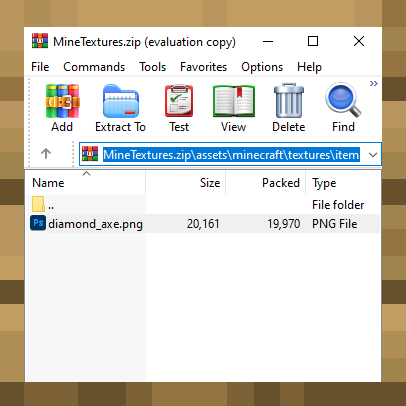 MineTextures.zip (evaluation copy)
File Commands Tools Favorites Options Help
Add Extract To Test View Delete Find
MineTextures.zip\assets\minecraft\textures\item
Name Size Packed Type
.. File folder
Ps diamond_axe.png 20,161 19,970 PNG File